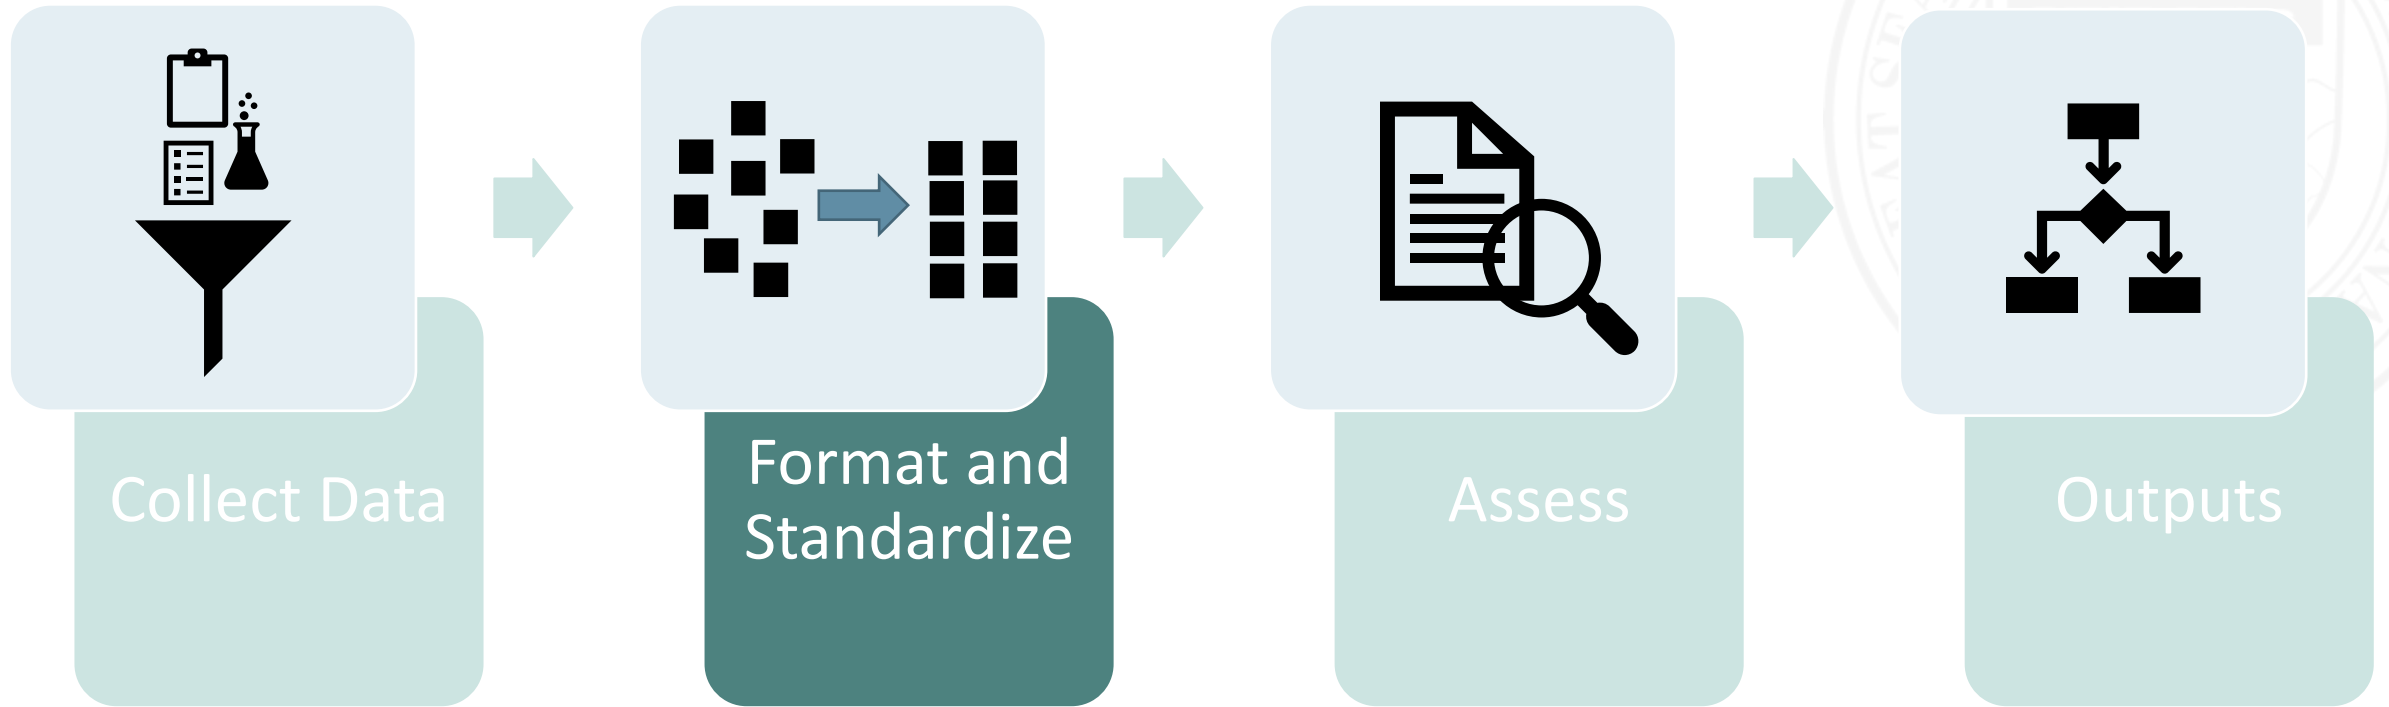 Collect Data
Format and
Standardize
Assess
Outputs